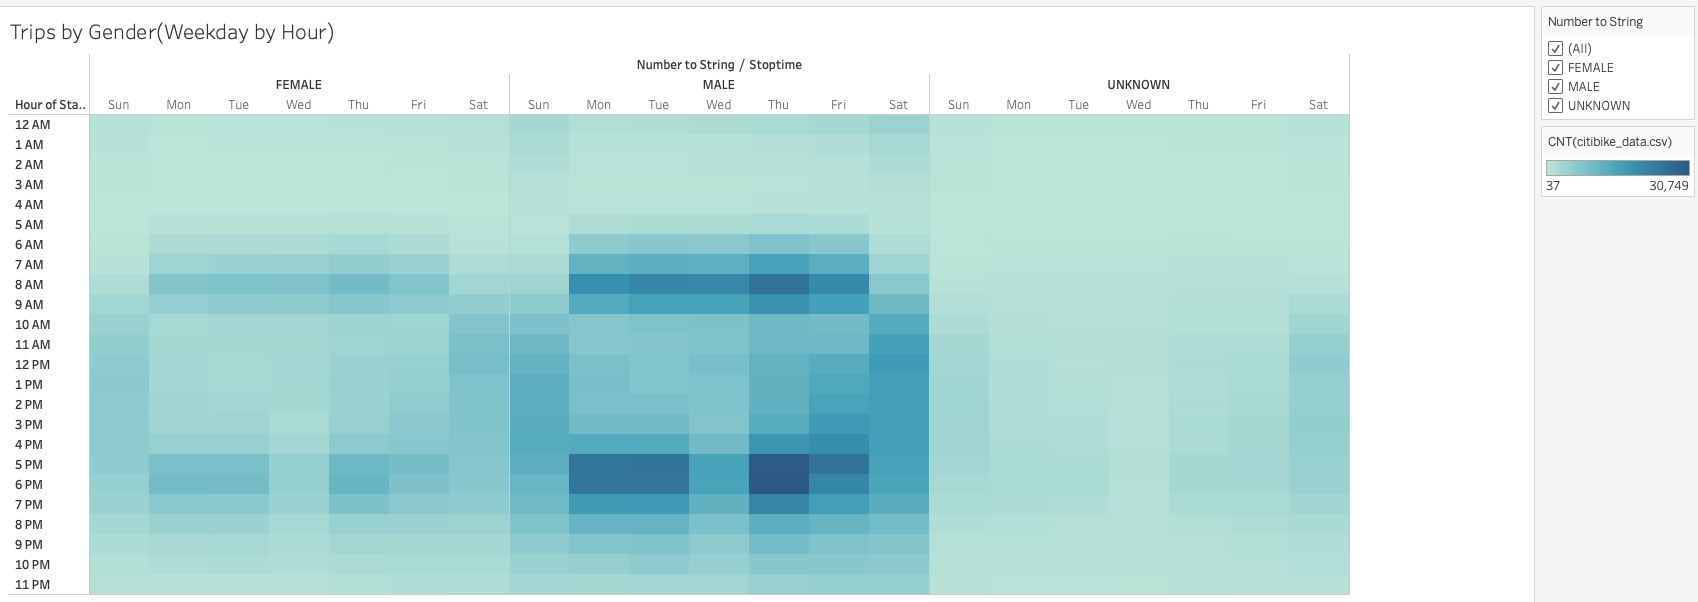 Trips by Gender(Weekday by Hour)
Number to String / Stoptime
FEMALE MALE UNKNOWN
Hour of Sta.. Sun Mon Tue Wed Thu Fri Sat Sun Mon Tue Wed Thu Fri Sat Sun Mon Tue Wed Thu Fri Sat
12 AM
1 AM
2 AM
3 AM
4 AM
5 AM
6 AM
7 AM
8 AM
9 AM
10 AM
11 AM
12 PM
1 PM
2 PM
3 PM
4 PM
5 PM
6 PM
7 PM
8 PM
9 PM
10 PM
11 PM
Number to String
(All)
FEMALE
MALE
UNKNOWN
CNT(citibike_data.csv)
37 30,749